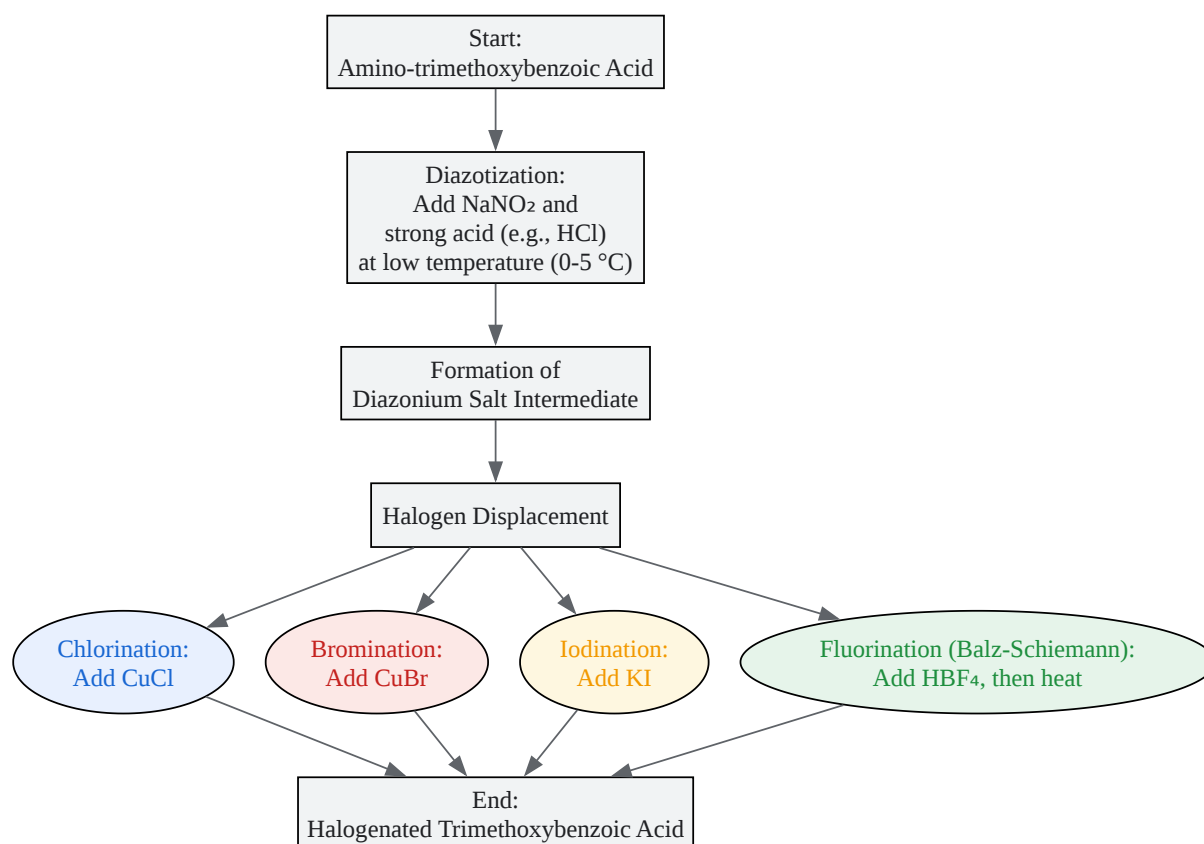 Start:
Amino-trimethoxybenzoic Acid
Diazotization:
Add NaNO₂ and
strong acid (e.g., HCl)
at low temperature (0-5 °C)
Formation of
Diazonium Salt Intermediate
Halogen Displacement
Chlorination:
Add CuCl
Bromination:
Add CuBr
Iodination:
Add KI
Fluorination (Balz-Schiemann):
Add HBF₄, then heat
End:
Halogenated Trimethoxybenzoic Acid